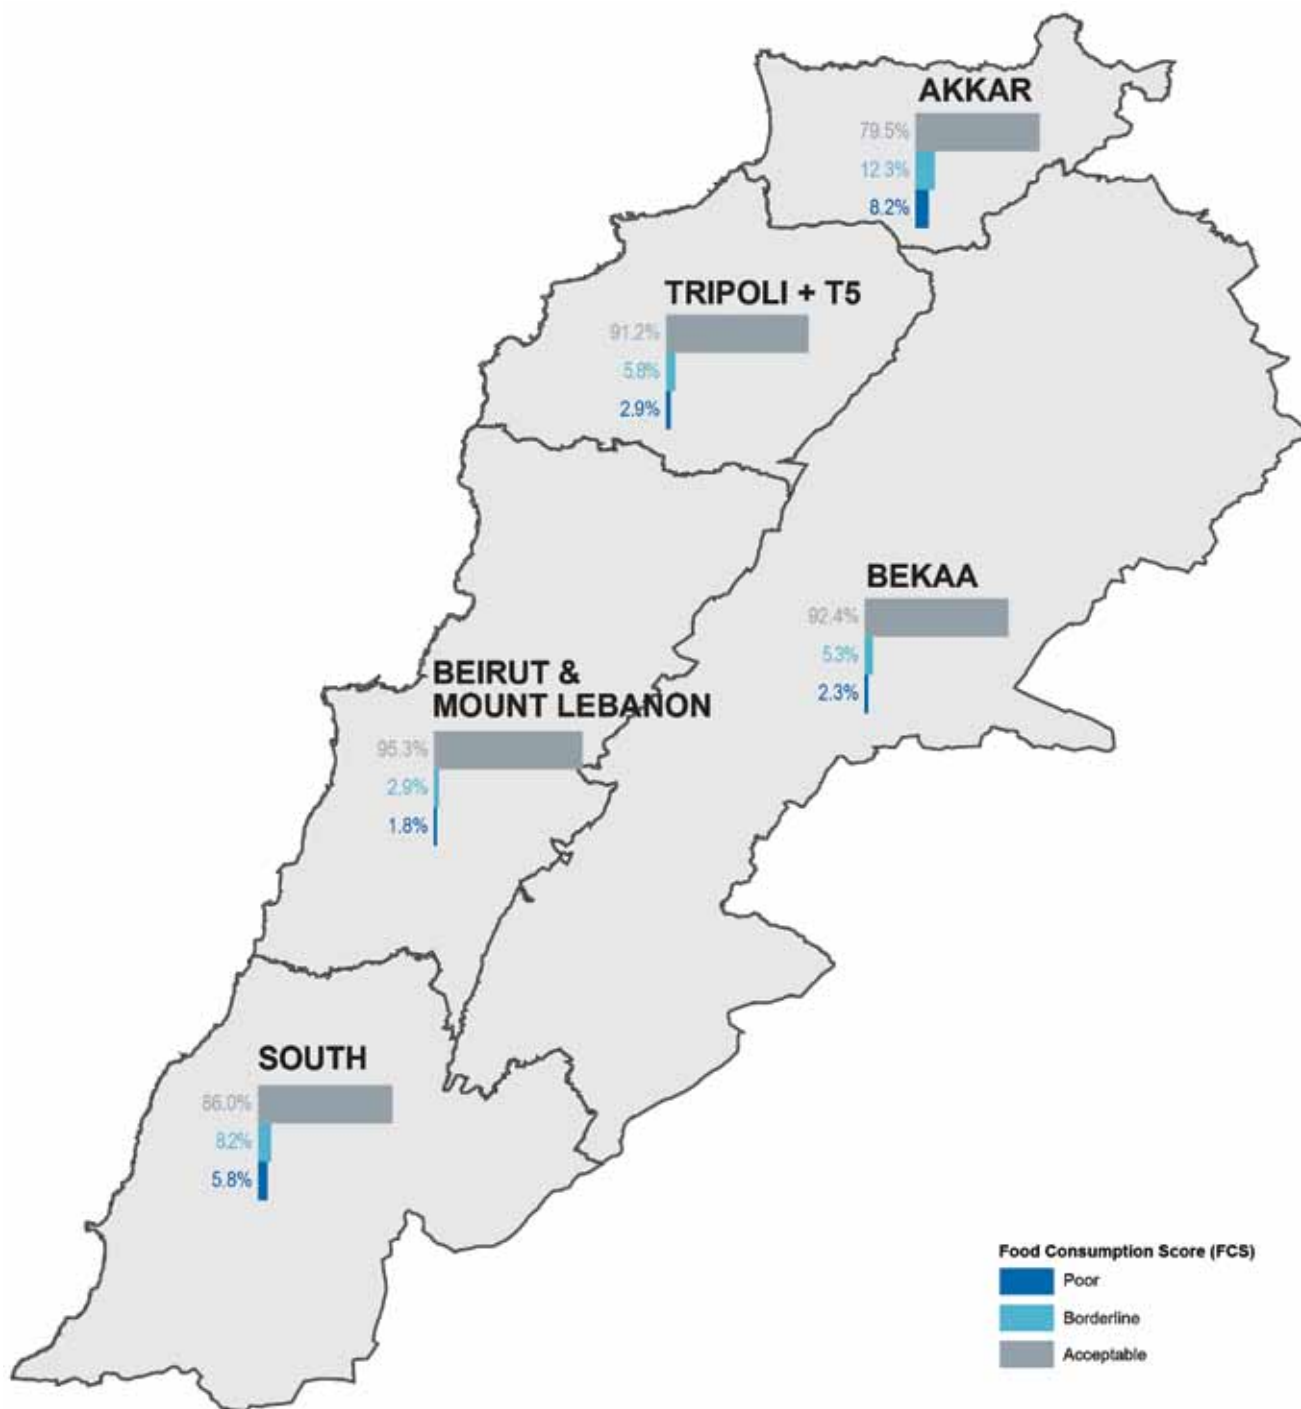 AKKAR
79.5%
12.3%
8.2%
TRIPOLI + T5
91.2%
5.8%
2.9%
BEKAA
92.4%
5.3%
2.3%
BEIRUT &
MOUNT LEBANON
95.3%
2.9%
1.8%
SOUTH
86.0%
8.2%
5.8%
Food Consumption Score (FCS)
Poor
Borderline
Acceptable